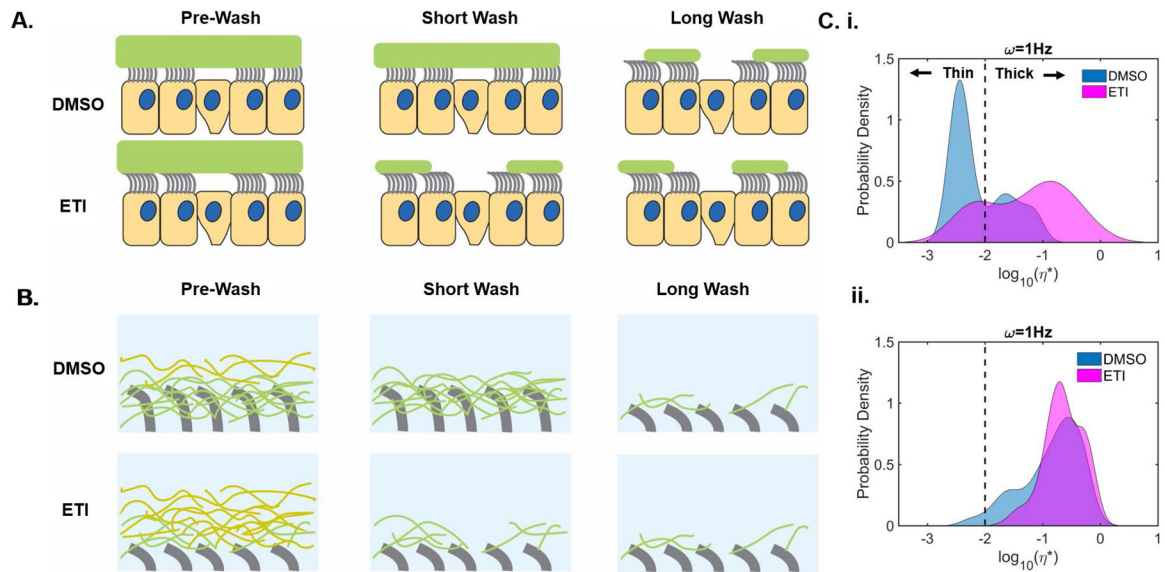 A.
Pre-Wash
Short Wash
Long Wash
DMSO
ETI
B.
Pre-Wash
Short Wash
Long Wash
DMSO
ETI
C. i.
ω=1Hz
Thin
Thick
DMSO
ETI
Probability Density
1.5
1
0.5
0
-3
-2
-1
0
1
log₁₀(η*)
ii.
ω=1Hz
DMSO
ETI
Probability Density
1.5
1
0.5
0
-3
-2
-1
0
1
log₁₀(η*)